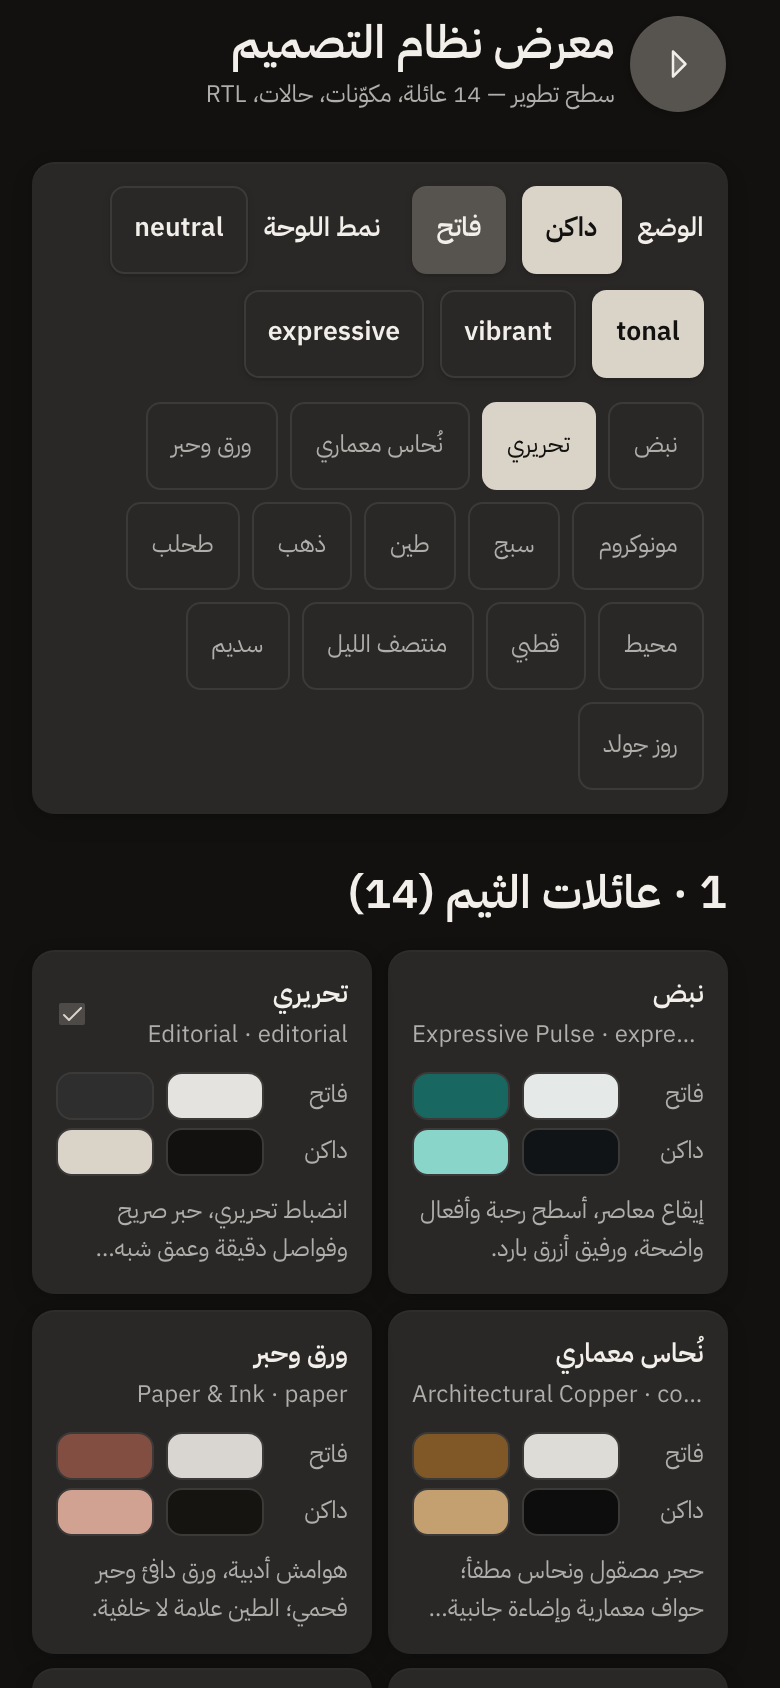 معرض نظام التصميم
سطح تطوير — 14 عائلة، مكوّنات، حالات، RTL
الوضع داكن فاتح نمط اللوحة neutral
tonal vibrant expressive
نبض تحريري نُحاس معماري ورق وحبر
مونوكروم سبج طين ذهب طحلب
محيط قطبي منتصف الليل سديم
روز جولد
1 · عائلات الثيم (14)
نبض
Expressive Pulse · expre...
فاتح
داكن
إيقاع معاصر، أسطح رحبة وأفعال
واضحة، ورفيق أزرق بارد.
تحريري
Editorial · editorial
فاتح
داكن
انضباط تحريري، حبر صريح
وفواصل دقيقة وعمق شبه...
نُحاس معماري
Architectural Copper · co...
فاتح
داكن
حجر مصقول ونحاس مطفأ؛
حواف معمارية وإضاءة جانبية...
ورق وحبر
Paper & Ink · paper
فاتح
داكن
هوامش أدبية، ورق دافئ وحبر
فحمي؛ الطين علامة لا خلفية.